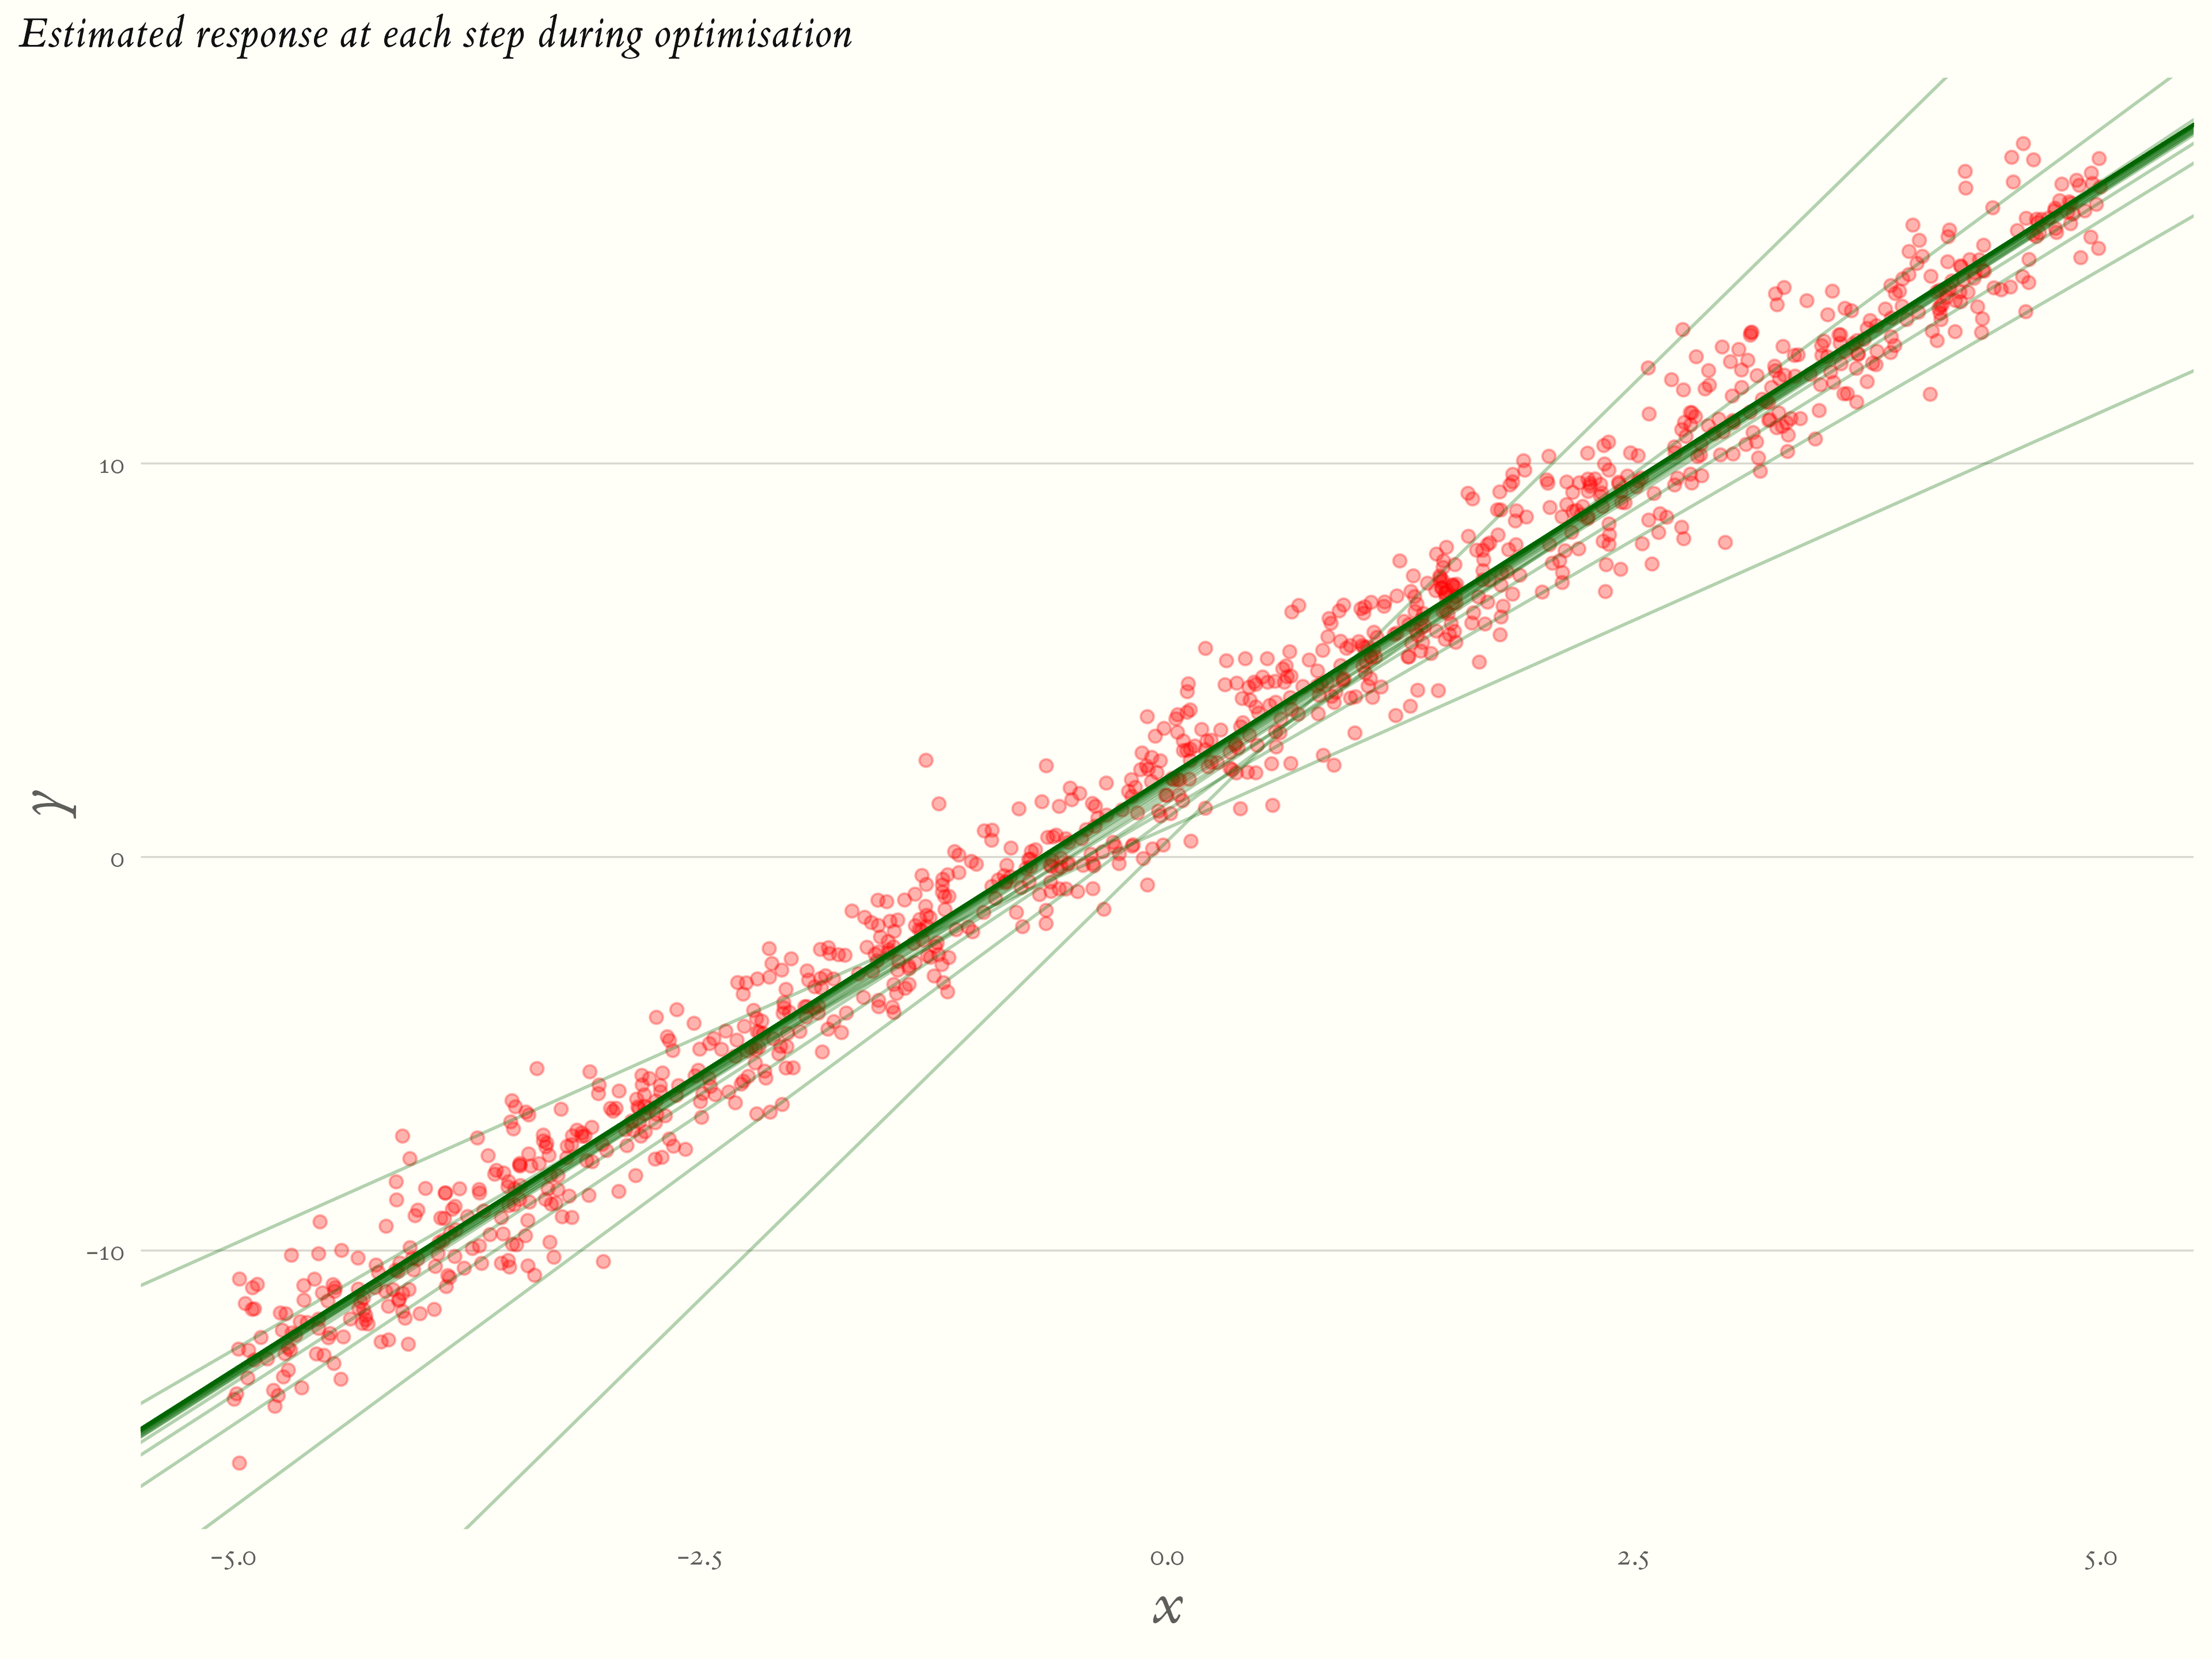 Estimated response at each step during optimisation
10
0
-10
y
-5.0
-2.5
0.0
2.5
5.0
x